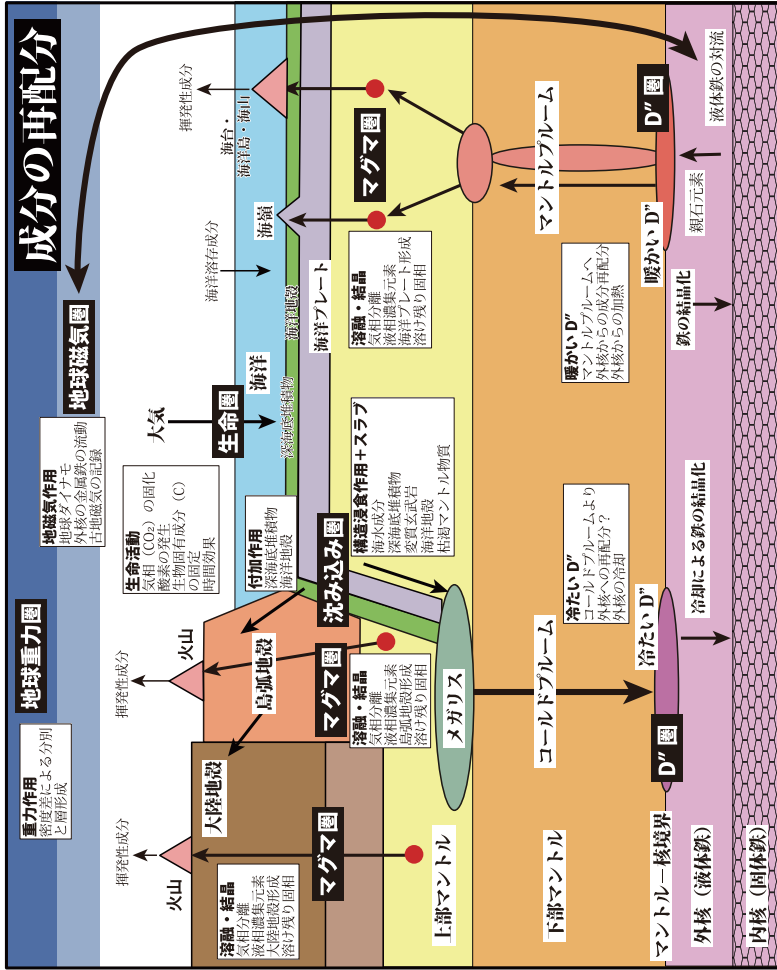 成分の再配分
地球重力圏
地球磁気圏
重力作用
密度差による分別
と層形成
地磁気作用
地球ダイナモ
外核の金属鉄の流動
古地磁気の記録
生命活動
気相（CO₂）の固化
酸素の発生
生物固有成分（C）
の固定
時間効果
大気
生命圏
海洋
深海底堆積物
揮発性成分
火山
揮発性成分
火山
海洋溶存成分
揮発性成分
海台・
海洋島・海山
海嶺
海洋地殻
海洋プレート
大陸地殻
島弧地殻
付加作用
深海底堆積物
海洋地殻
沈み込み圏
構造浸食作用＋スラブ
海水成分
深海底堆積物
変質玄武岩
海洋地殻
枯渇マントル物質
溶融・結晶
気相分離
液相濃集元素
大陸地殻形成
溶け残り固相
マグマ圏
溶融・結晶
気相分離
液相濃集元素
島弧地殻形成
溶け残り固相
マグマ圏
溶融・結晶
気相分離
液相濃集元素
海洋プレート形成
溶け残り固相
マグマ圏
上部マントル
メガリス
下部マントル
コールドプルーム
マントルプルーム
冷たい D"
コールドプルームより
外核への再配分？
外核の冷却
暖かい D"
マントルプルームへ
外核からの成分再配分
外核からの加熱
マントル－核境界
D"圏
冷たい D"
暖かい D"
D"圏
外核（液体鉄）
冷却による鉄の結晶化
鉄の結晶化
親石元素
液体鉄の対流
内核（固体鉄）